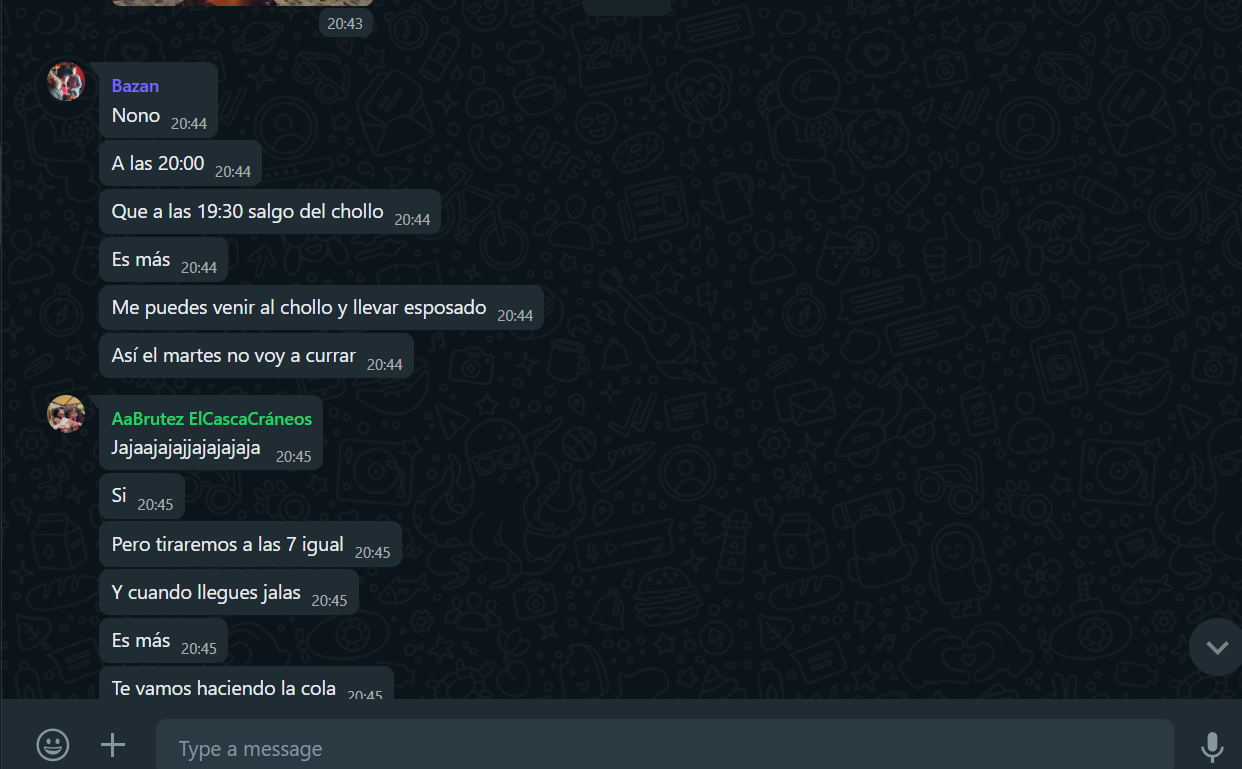 20:43
Bazan
Nono 20:44
A las 20:00 20:44
Que a las 19:30 salgo del chollo 20:44
Es más 20:44
Me puedes venir al chollo y llevar esposado 20:44
Así el martes no voy a currar 20:44
AaBrutez ElCascaCráneos
Jajaajajajjajajajaja 20:45
Si 20:45
Pero tiraremos a las 7 igual 20:45
Y cuando llegues jalas 20:45
Es más 20:45
Te vamos haciendo la cola 20:45
Type a message